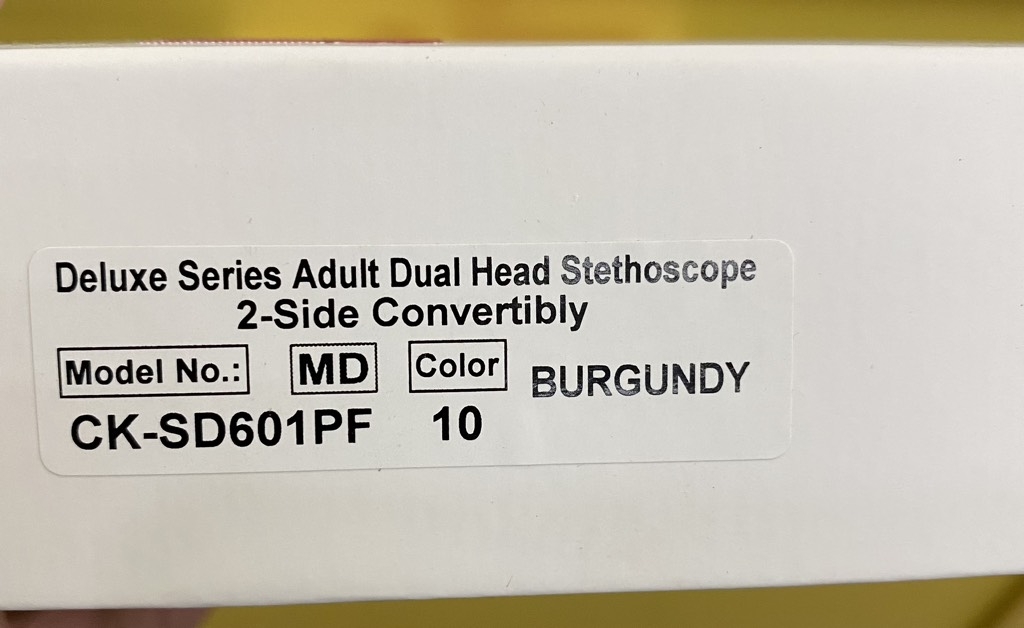 Deluxe Series Adult Dual Head Stethoscope
2-Side Convertibly
Model No.: MD Color BURGUNDY
CK-SD601PF 10